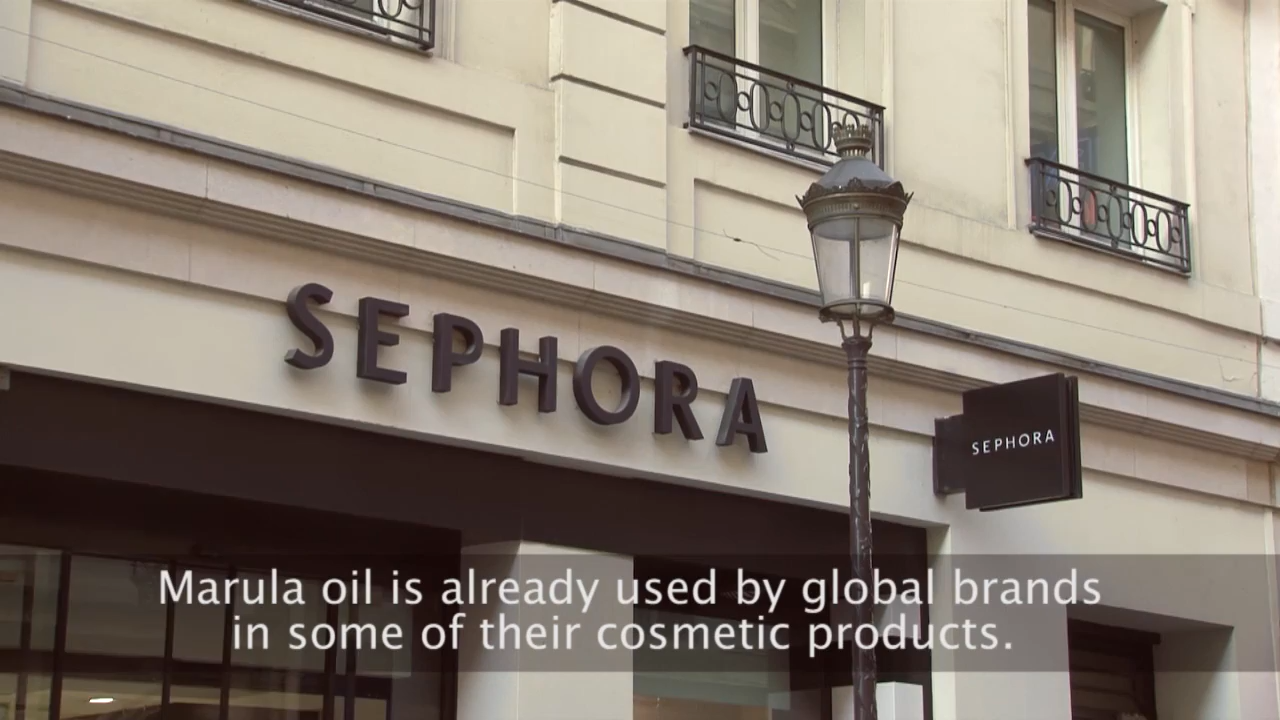 SEPHORA
SEPHORA
Marula oil is already used by global brands
in some of their cosmetic products.